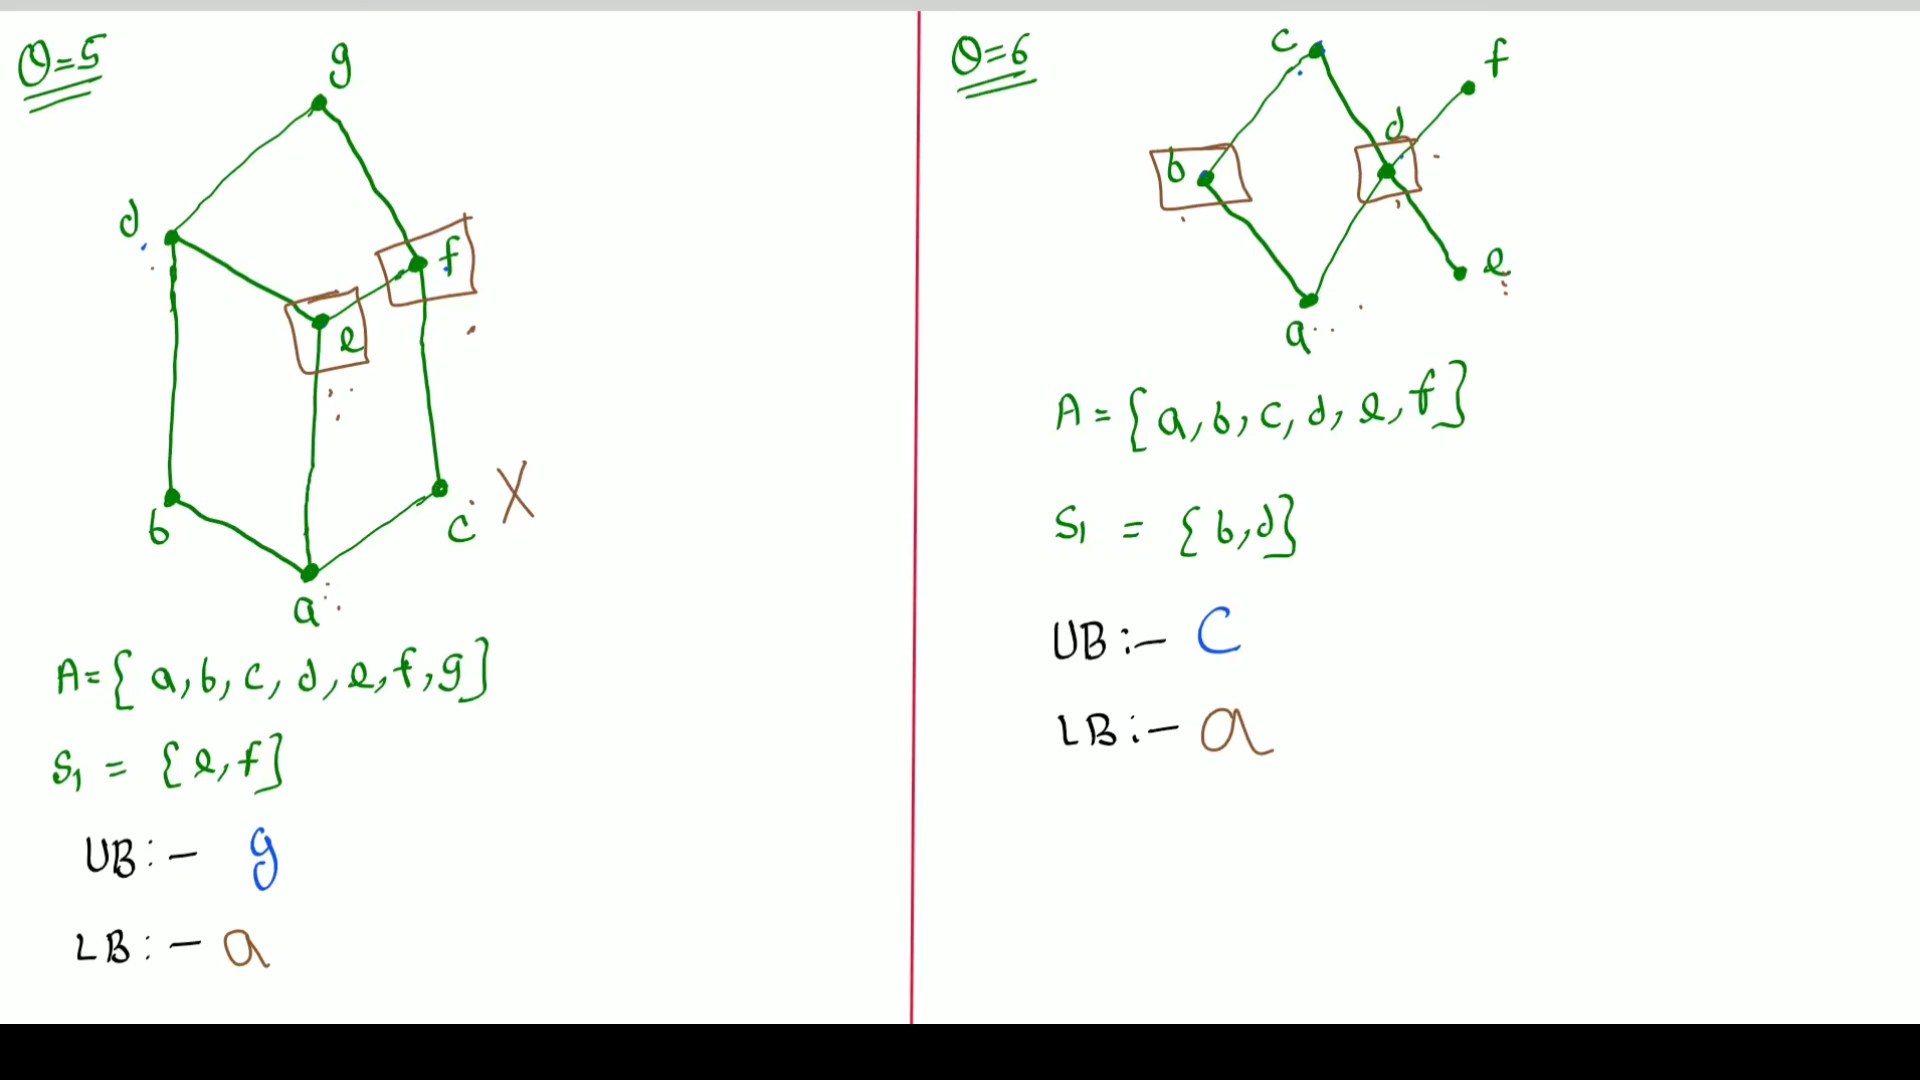 Q=5
g
d
f
e
b
c X
a
A={ a, b, c, d, e, f, g}
S1 = {e, f}
UB:- g
LB:- a
Q=6
c
f
d
b
e
a
A={a, b, c, d, e, f}
S1 = {b, d}
UB:- C
LB:- a